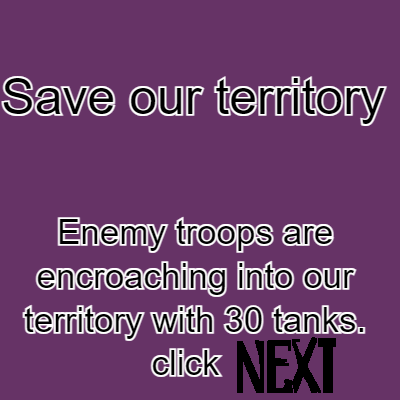 Save our territory
Enemy troops are
encroaching into our
territory with 30 tanks.
click NEXT